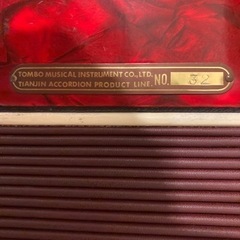 TOMBO MUSICAL INSTRUMENT CO., LTD.
TIANJIN ACCORDION PRODUCT LINE. NO. 32